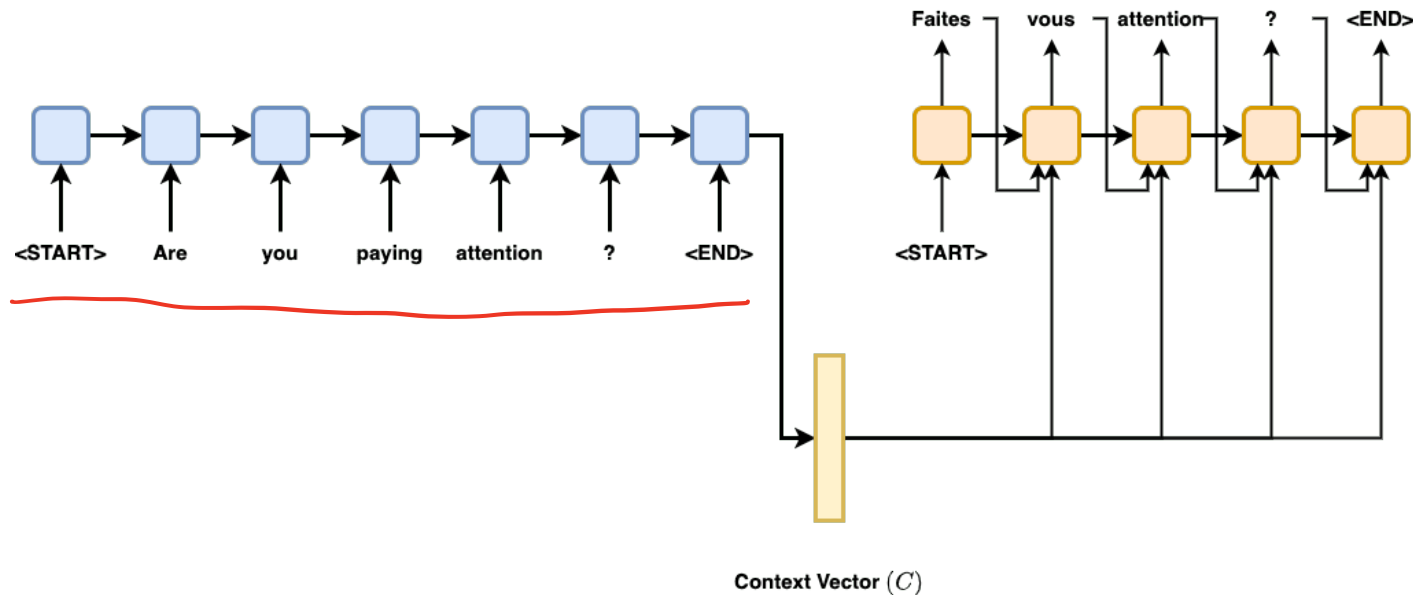 Faites vous attention ? <END>
<START> Are you paying attention ? <END> <START>
Context Vector (C)